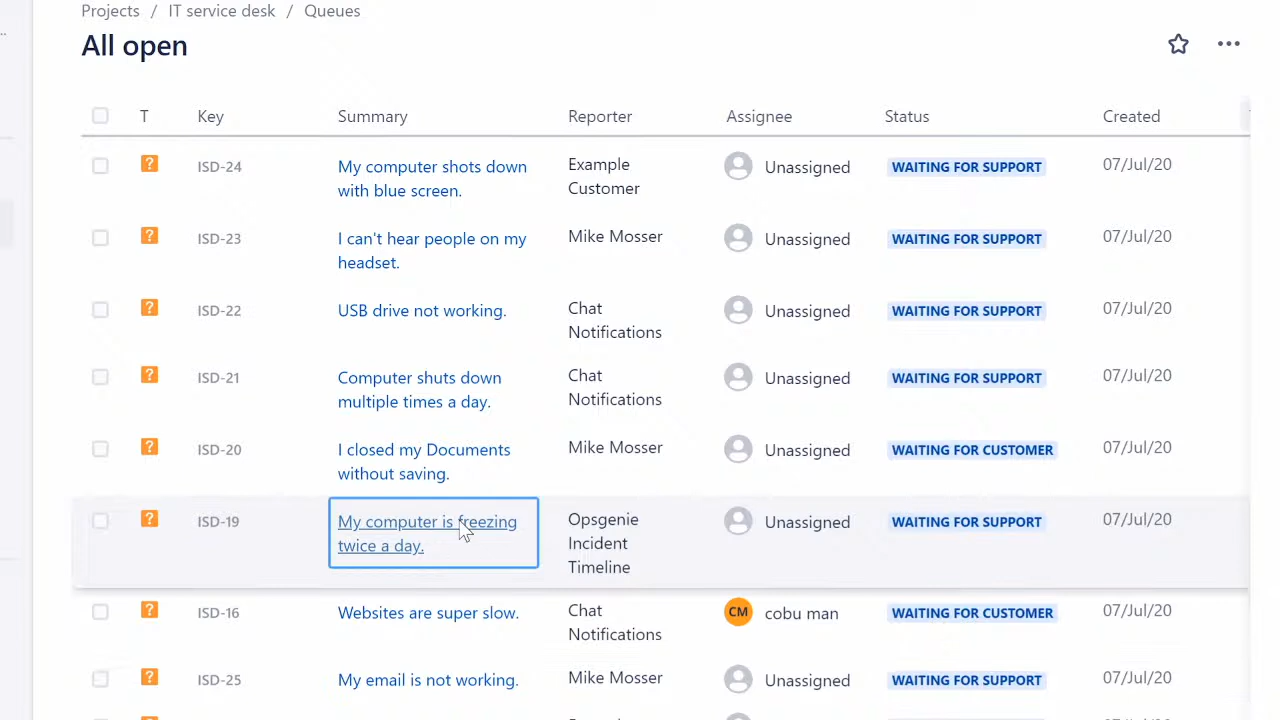 Projects / IT service desk / Queues
All open
T Key Summary Reporter Assignee Status Created
? ISD-24 My computer shots down Example Unassigned WAITING FOR SUPPORT 07/Jul/20
with blue screen. Customer
? ISD-23 I can't hear people on my Mike Mosser Unassigned WAITING FOR SUPPORT 07/Jul/20
headset.
? ISD-22 USB drive not working. Chat Unassigned WAITING FOR SUPPORT 07/Jul/20
Notifications
? ISD-21 Computer shuts down Chat Unassigned WAITING FOR SUPPORT 07/Jul/20
multiple times a day. Notifications
? ISD-20 I closed my Documents Mike Mosser Unassigned WAITING FOR CUSTOMER 07/Jul/20
without saving.
? ISD-19 My computer is freezing Opsgenie Unassigned WAITING FOR SUPPORT 07/Jul/20
twice a day. Incident
Timeline
? ISD-16 Websites are super slow. Chat CM cobu man WAITING FOR CUSTOMER 07/Jul/20
Notifications
? ISD-25 My email is not working. Mike Mosser Unassigned WAITING FOR SUPPORT 07/Jul/20